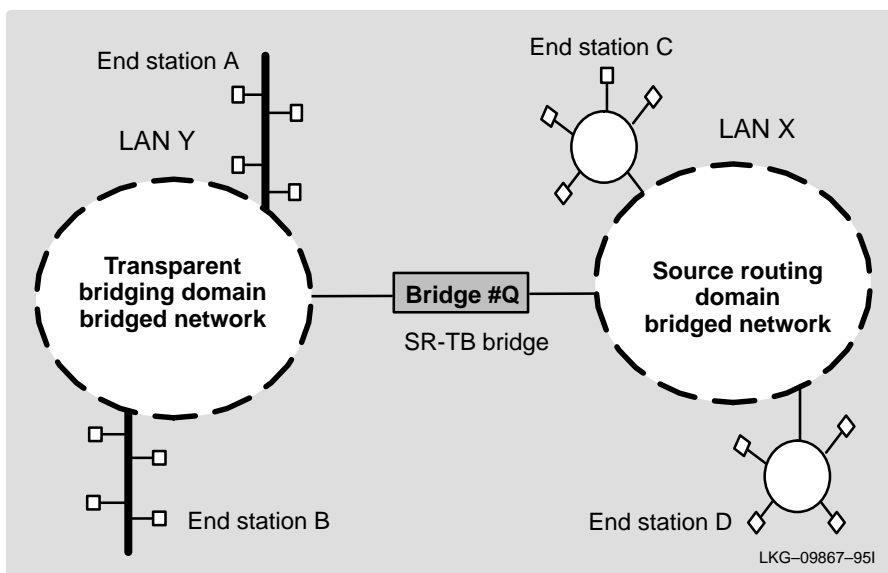 End station A
End station C
LAN Y
LAN X
Transparent
bridging domain
bridged network
Bridge #Q
SR-TB bridge
Source routing
domain
bridged network
End station B
End station D
LKG–09867–95I